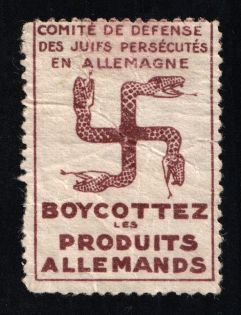 COMITÉ DE DÉFENSE
DES JUIFS PERSÉCUTÉS
EN ALLEMAGNE
BOYCOTTEZ
LES
PRODUITS
ALLEMANDS